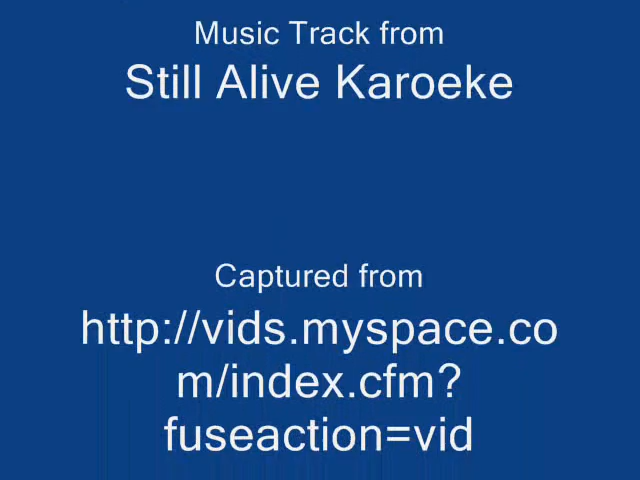 Music Track from
Still Alive Karoeke
Captured from
http://vids.myspace.co
m/index.cfm?
fuseaction=vid